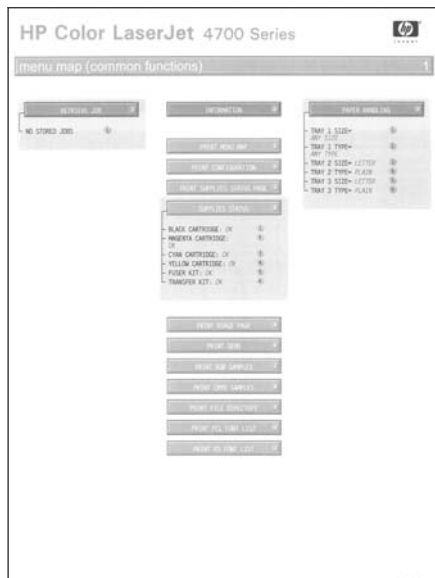 HP Color LaserJet 4700 Series
hp
invent
menu map (common functions) 1
RETRIEVE JOB
NO STORED JOBS
INFORMATION
PRINT MENU MAP
PRINT CONFIGURATION
PRINT SUPPLIES STATUS PAGE
SUPPLIES STATUS
BLACK CARTRIDGE: OK
MAGENTA CARTRIDGE:
OK
CYAN CARTRIDGE: OK
YELLOW CARTRIDGE: OK
FUSER KIT: OK
TRANSFER KIT: OK
PRINT USAGE PAGE
PRINT DEMO
PRINT RGB SAMPLES
PRINT CMYK SAMPLES
PRINT FILE DIRECTORY
PRINT PCL FONT LIST
PRINT PS FONT LIST
PAPER HANDLING
TRAY 1 SIZE=
ANY SIZE
TRAY 1 TYPE=
ANY TYPE
TRAY 2 SIZE= LETTER
TRAY 2 TYPE= PLAIN
TRAY 3 SIZE= LETTER
TRAY 3 TYPE= PLAIN